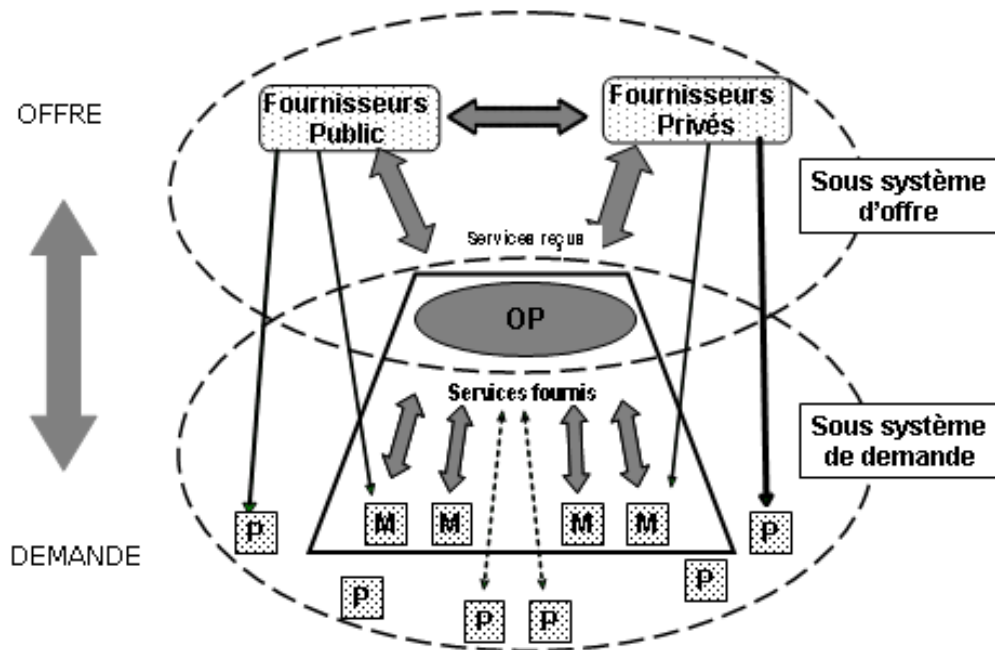 Fournisseurs
Public
Fournisseurs
Privés
OFFRE
Sous système
d'offre
Services reçus
OP
Services fournis
Sous système
de demande
M
M
M
M
P
P
DEMANDE
P
P
P
P